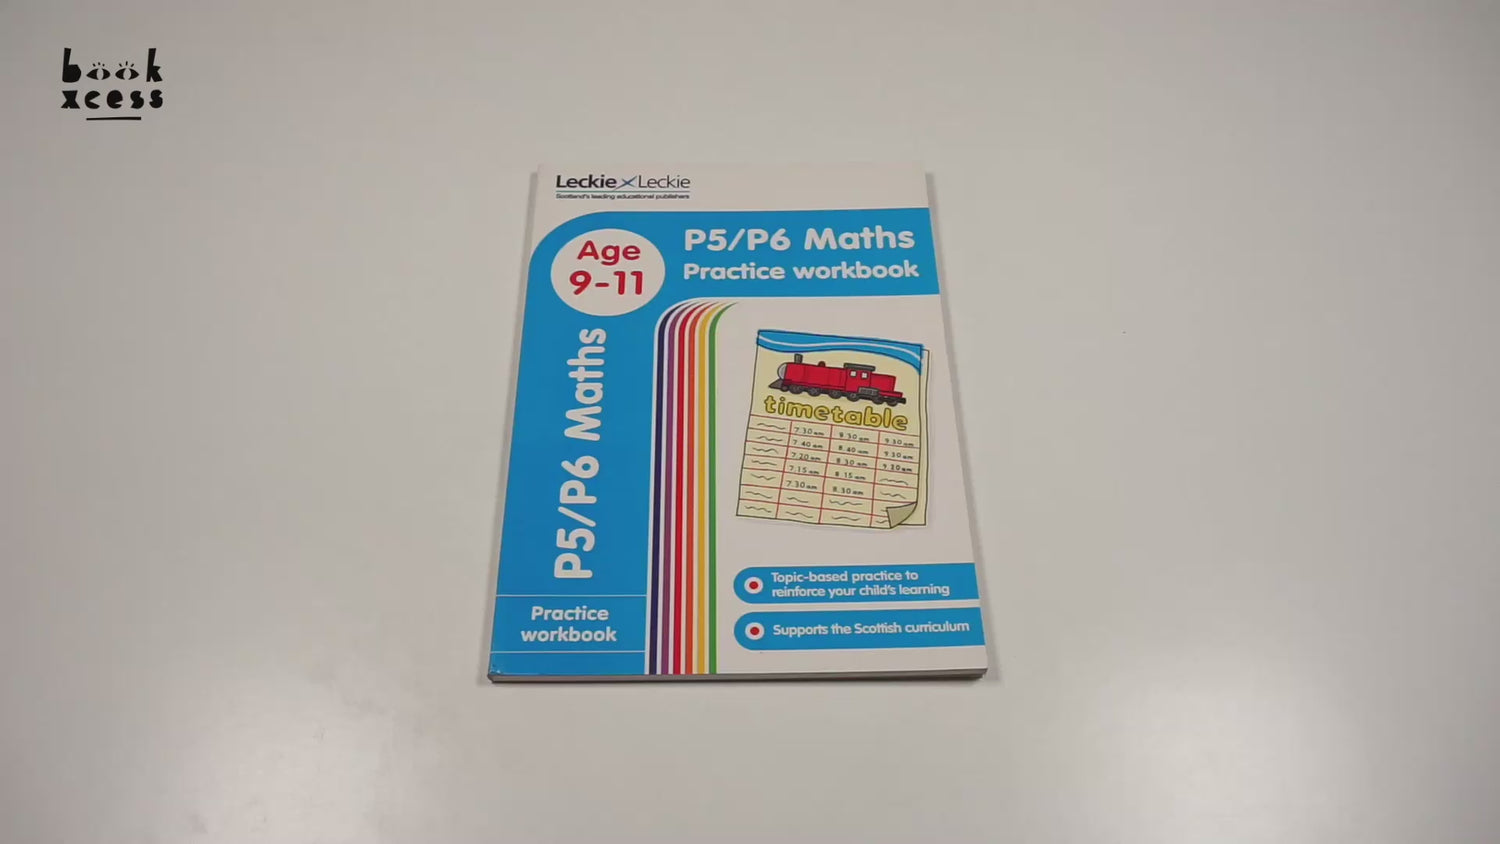 book
xcess
Leckie Leckie
Scotland's leading educational publishers
Age
9-11
P5/P6 Maths
Practice workbook
P5/P6 Maths
timetable
7.30 am 8.30 am 9.30 am
7.40 am 8.40 am 9.30 am
7.20 am 8.30 am 9.20 am
7.15 am 8.15 am
7.30 am 8.30 am
Topic-based practice to
reinforce your child's learning
Supports the Scottish curriculum
Practice
workbook